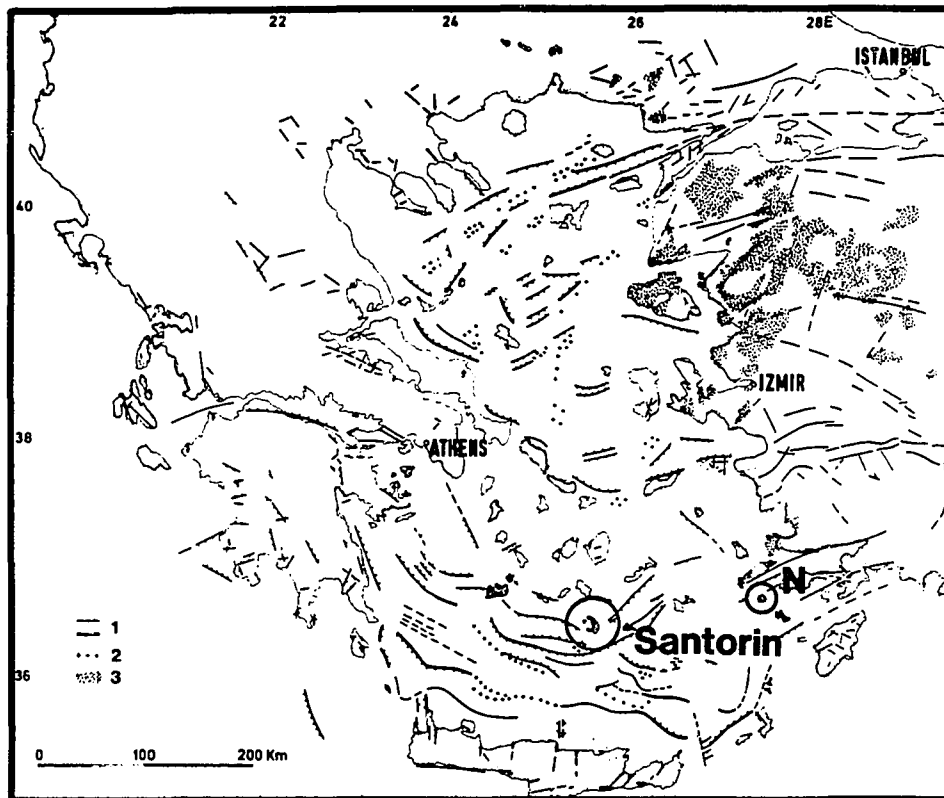 22 24 26 28E
ISTANBUL
40
IZMIR
38
ATHENS
N
Santorin
1
2
36
3
0 100 200 Km